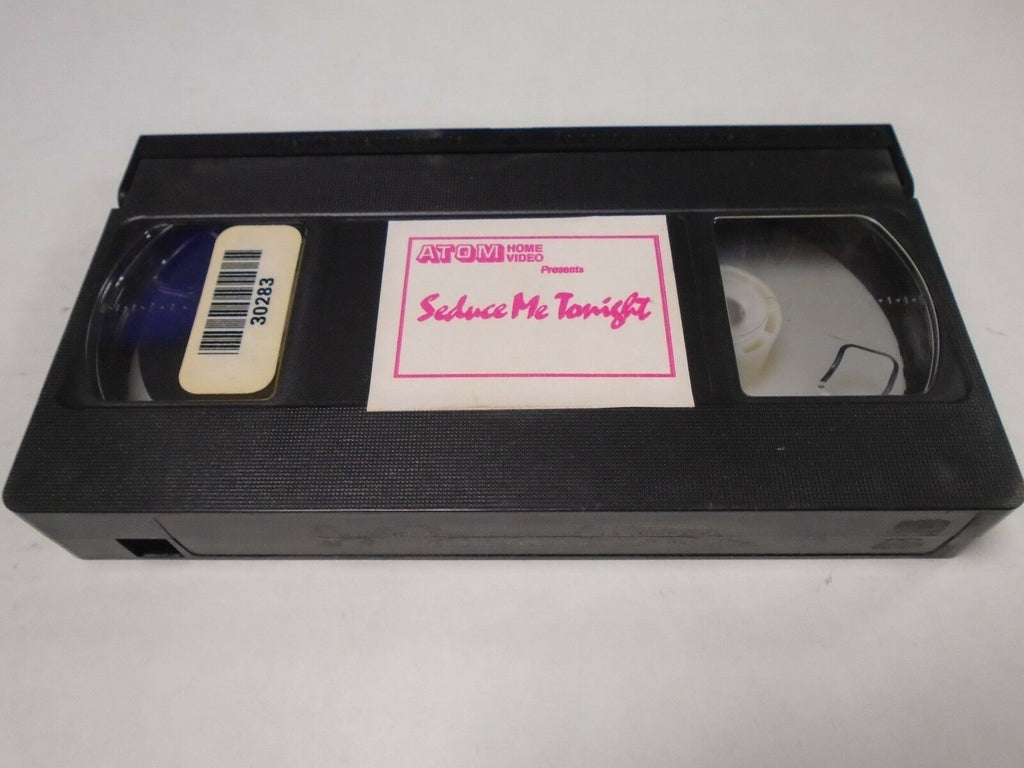 30283
ATOM HOME VIDEO
Presents
Seduce Me Tonight